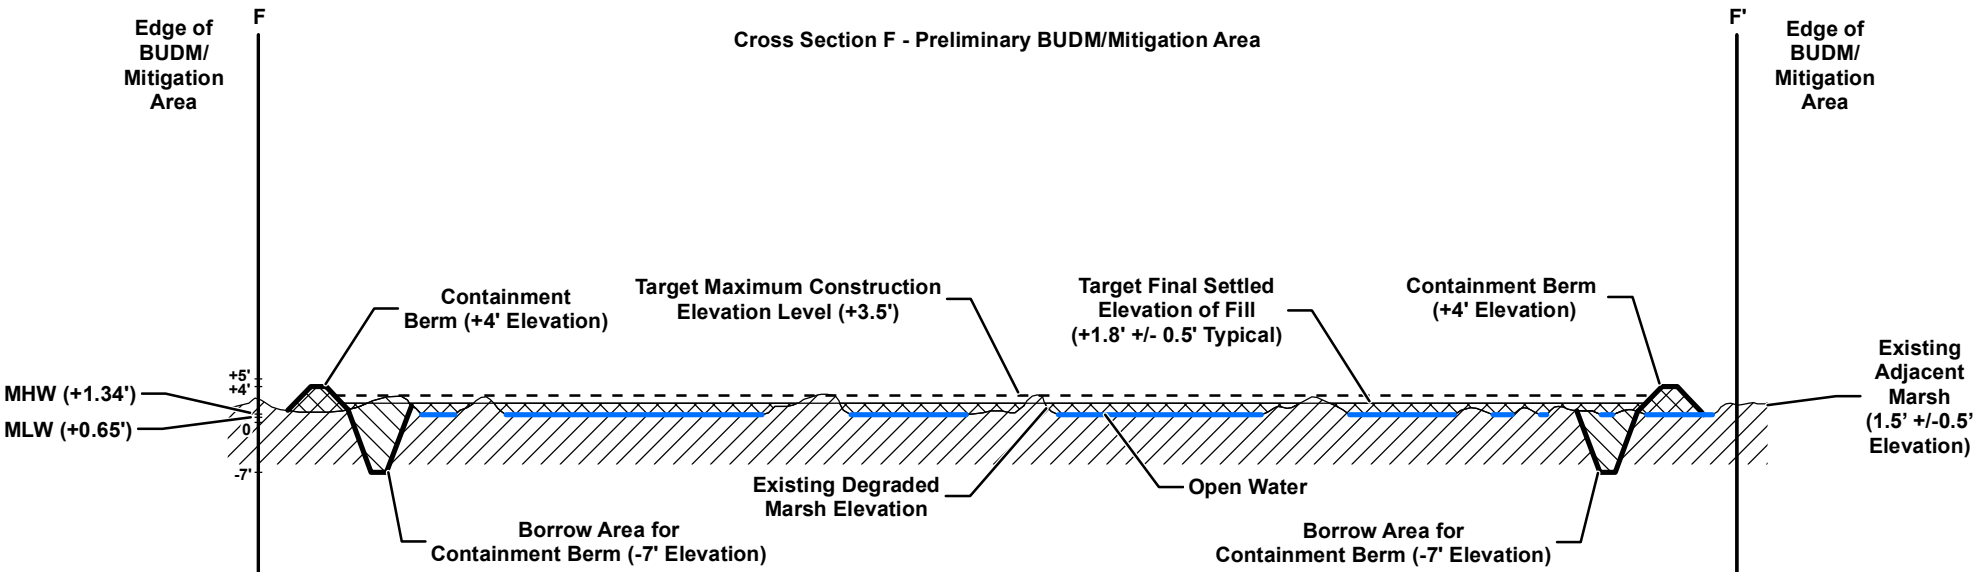 F
F'
Edge of
BUDM/
Mitigation
Area
Cross Section F - Preliminary BUDM/Mitigation Area
Edge of
BUDM/
Mitigation
Area
Containment
Berm (+4' Elevation)
Target Maximum Construction
Elevation Level (+3.5')
Target Final Settled
Elevation of Fill
(+1.8' +/- 0.5' Typical)
Containment Berm
(+4' Elevation)
Existing
Adjacent
Marsh
(1.5’ +/-0.5’
Elevation)
+5'
+4'
MHW (+1.34')
MLW (+0.65')
0
-7'
Existing Degraded
Marsh Elevation
Open Water
Borrow Area for
Containment Berm (-7' Elevation)
Borrow Area for
Containment Berm (-7' Elevation)